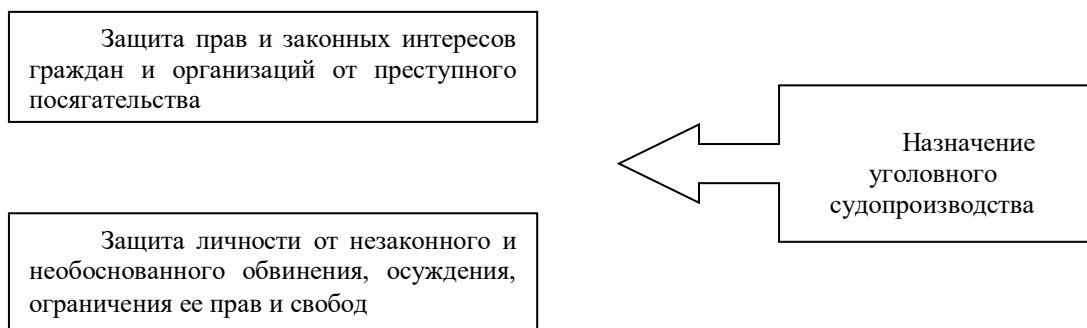 Защита прав и законных интересов
граждан и организаций от преступного
посягательства
Назначение
уголовного
судопроизводства
Защита личности от незаконного и
необоснованного обвинения, осуждения,
ограничения ее прав и свобод